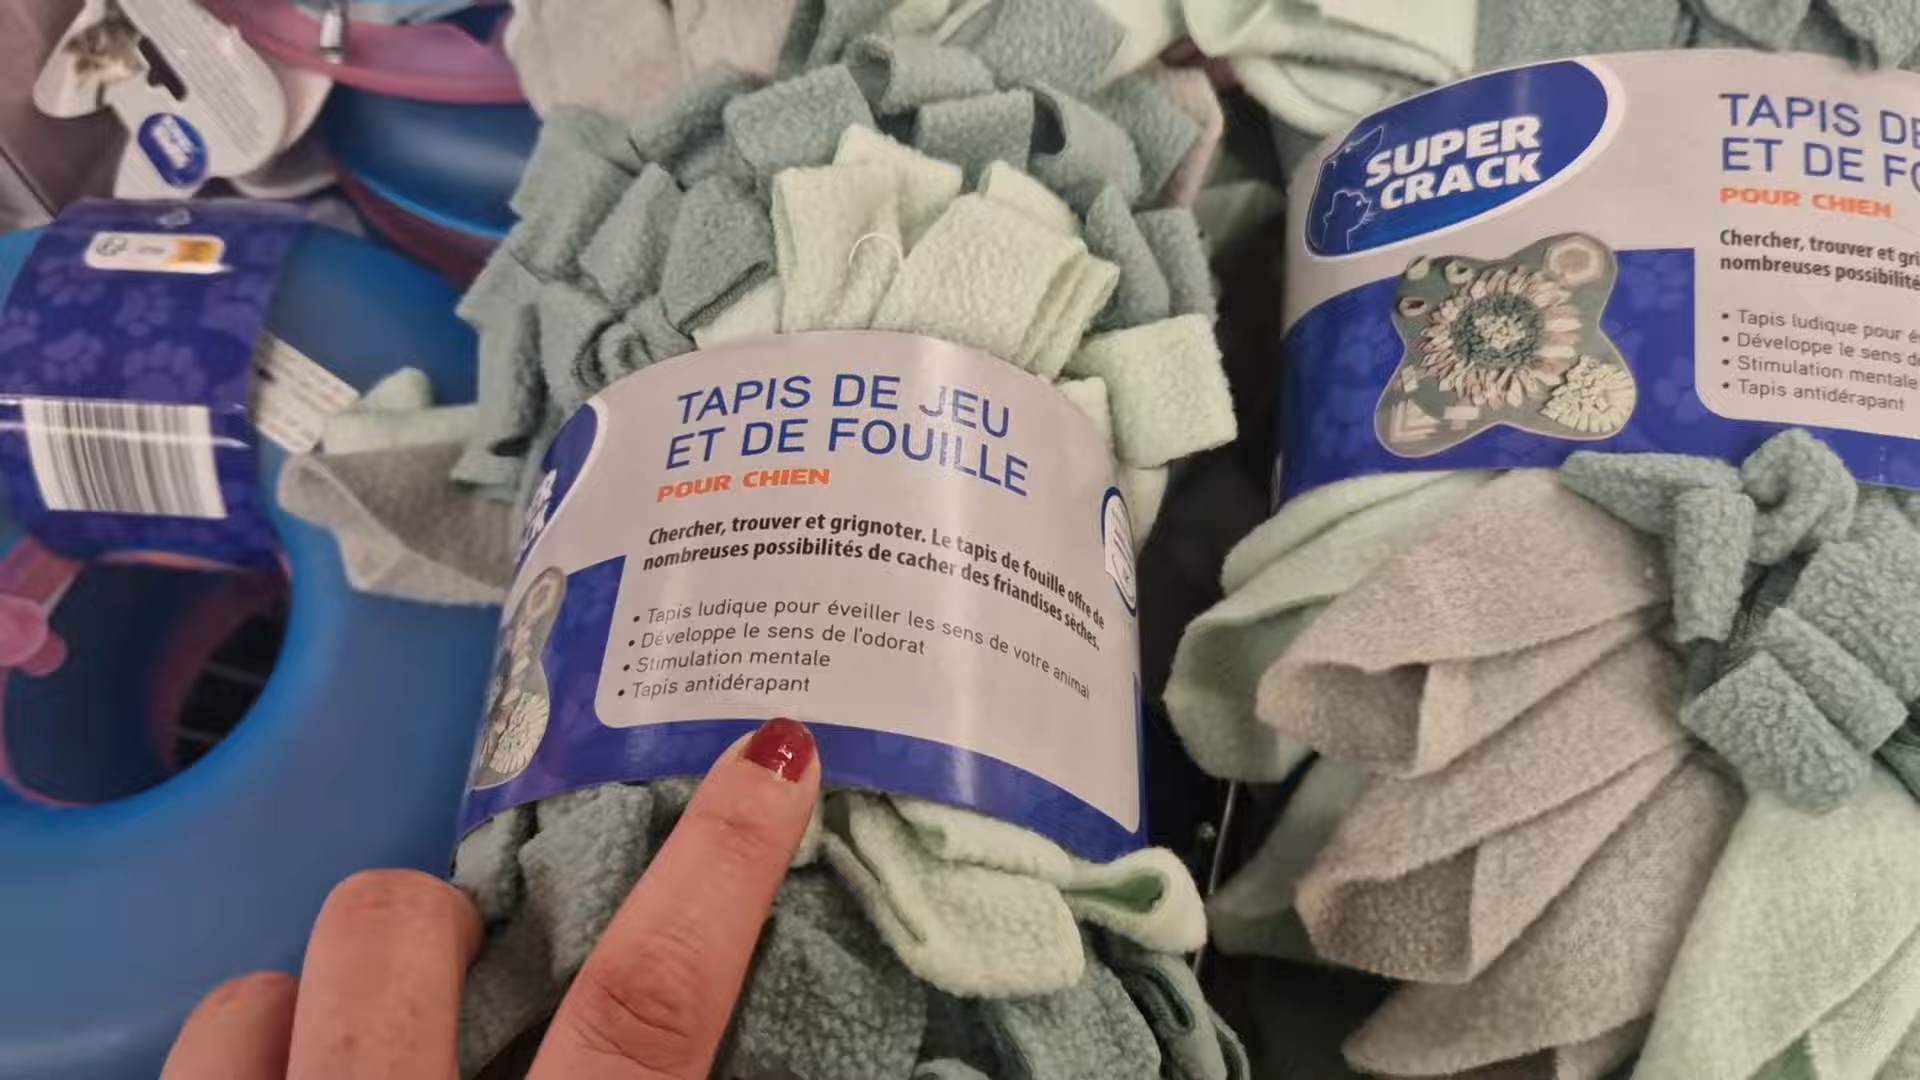 TAPIS DE JEU
ET DE FOUILLE
POUR CHIEN
Chercher, trouver et grignoter. Le tapis de fouille offre de
nombreuses possibilités de cacher des friandises sèches.
• Tapis ludique pour éveiller les sens de votre animal
• Développe le sens de l'odorat
• Stimulation mentale
• Tapis antidérapant
SUPER
CRACK
TAPIS DE
ET DE
POUR CHIEN
Chercher, trouver et
nombreuses
• Tapis ludique pour
• Développe le sens
• Stimulation mentale
• Tapis antidérapant